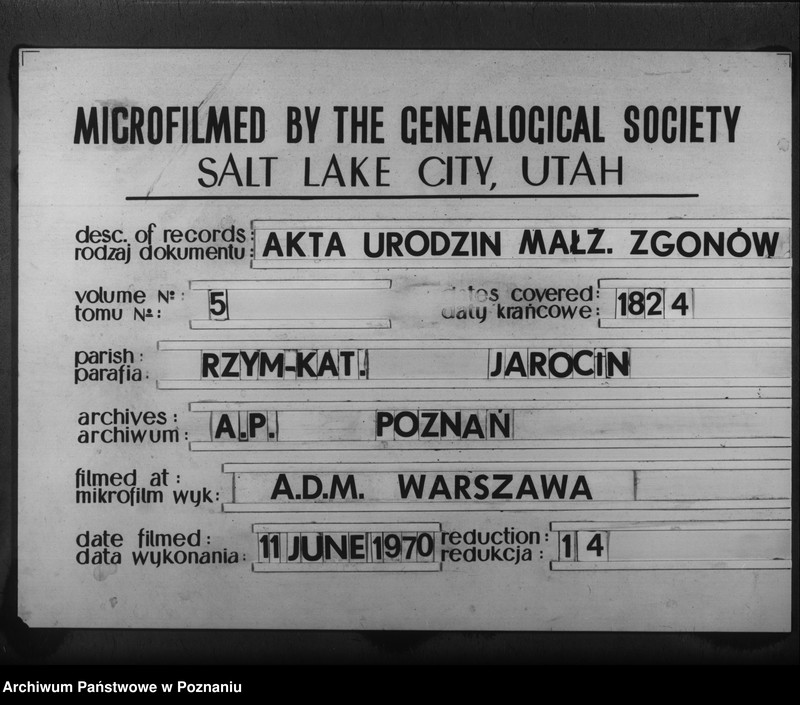 MICROFILMED BY THE GENEALOGICAL SOCIETY
SALT LAKE CITY, UTAH
desc. of records:
rodzaj dokumentu: AKTA URODZIN MAŁŻ. ZGONÓW
volume №:
tomu №: 5
dates covered:
daty krańcowe: 1824
parish:
parafia: RZYM-KAT. JAROCIN
archives:
archiwum: A.P. POZNAŃ
filmed at:
mikrofilm wyk: A.D.M. WARSZAWA
date filmed:
data wykonania: 11 JUNE 1970
reduction:
redukcja: 14
Archiwum Państwowe w Poznaniu